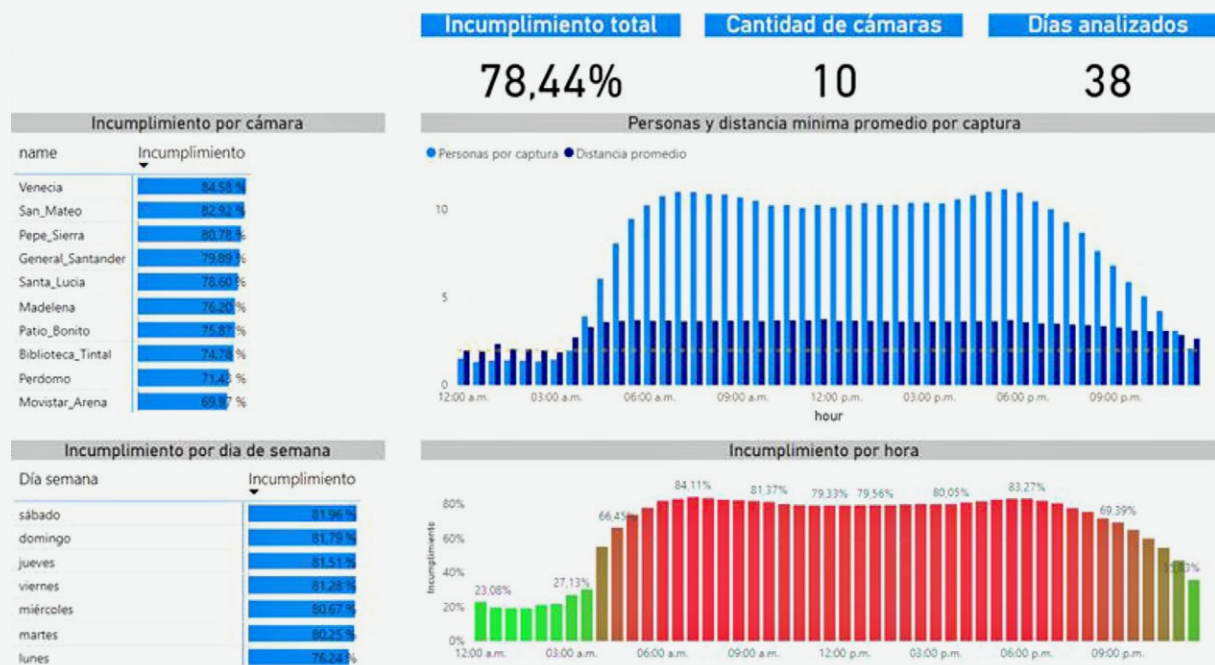 Incumplimiento total
Cantidad de cámaras
Días analizados
78,44%
10
38
Incumplimiento por cámara
name Incumplimiento
Venecia 84.58 %
San_Mateo 82.92 %
Pepe_Sierra 80.78 %
General_Santander 79.89 %
Santa_Lucia 78.60 %
Madelena 76.20 %
Patio_Bonito 75.87 %
Biblioteca_Tintal 74.78 %
Perdomo 71.43 %
Movistar_Arena 69.97 %
Personas y distancia minima promedio por captura
Personas por captura Distancia promedio
10
5
0
12:00 a.m. 03:00 a.m. 06:00 a.m. 09:00 a.m. 12:00 p.m. 03:00 p.m. 06:00 p.m. 09:00 p.m.
hour
Incumplimiento por dia de semana
Día semana Incumplimiento
sábado 81.96 %
domingo 81.79 %
jueves 81.51 %
viernes 81.28 %
miércoles 80.67 %
martes 80.25 %
lunes 76.24 %
Incumplimiento por hora
Incumplimiento
80%
60%
40%
20%
0%
23,08% 27,13% 66,45% 84,11% 81,37% 79,33% 79,56% 80,05% 83,27% 69,39%
12:00 a.m. 03:00 a.m. 06:00 a.m. 09:00 a.m. 12:00 p.m. 03:00 p.m. 06:00 p.m. 09:00 p.m.